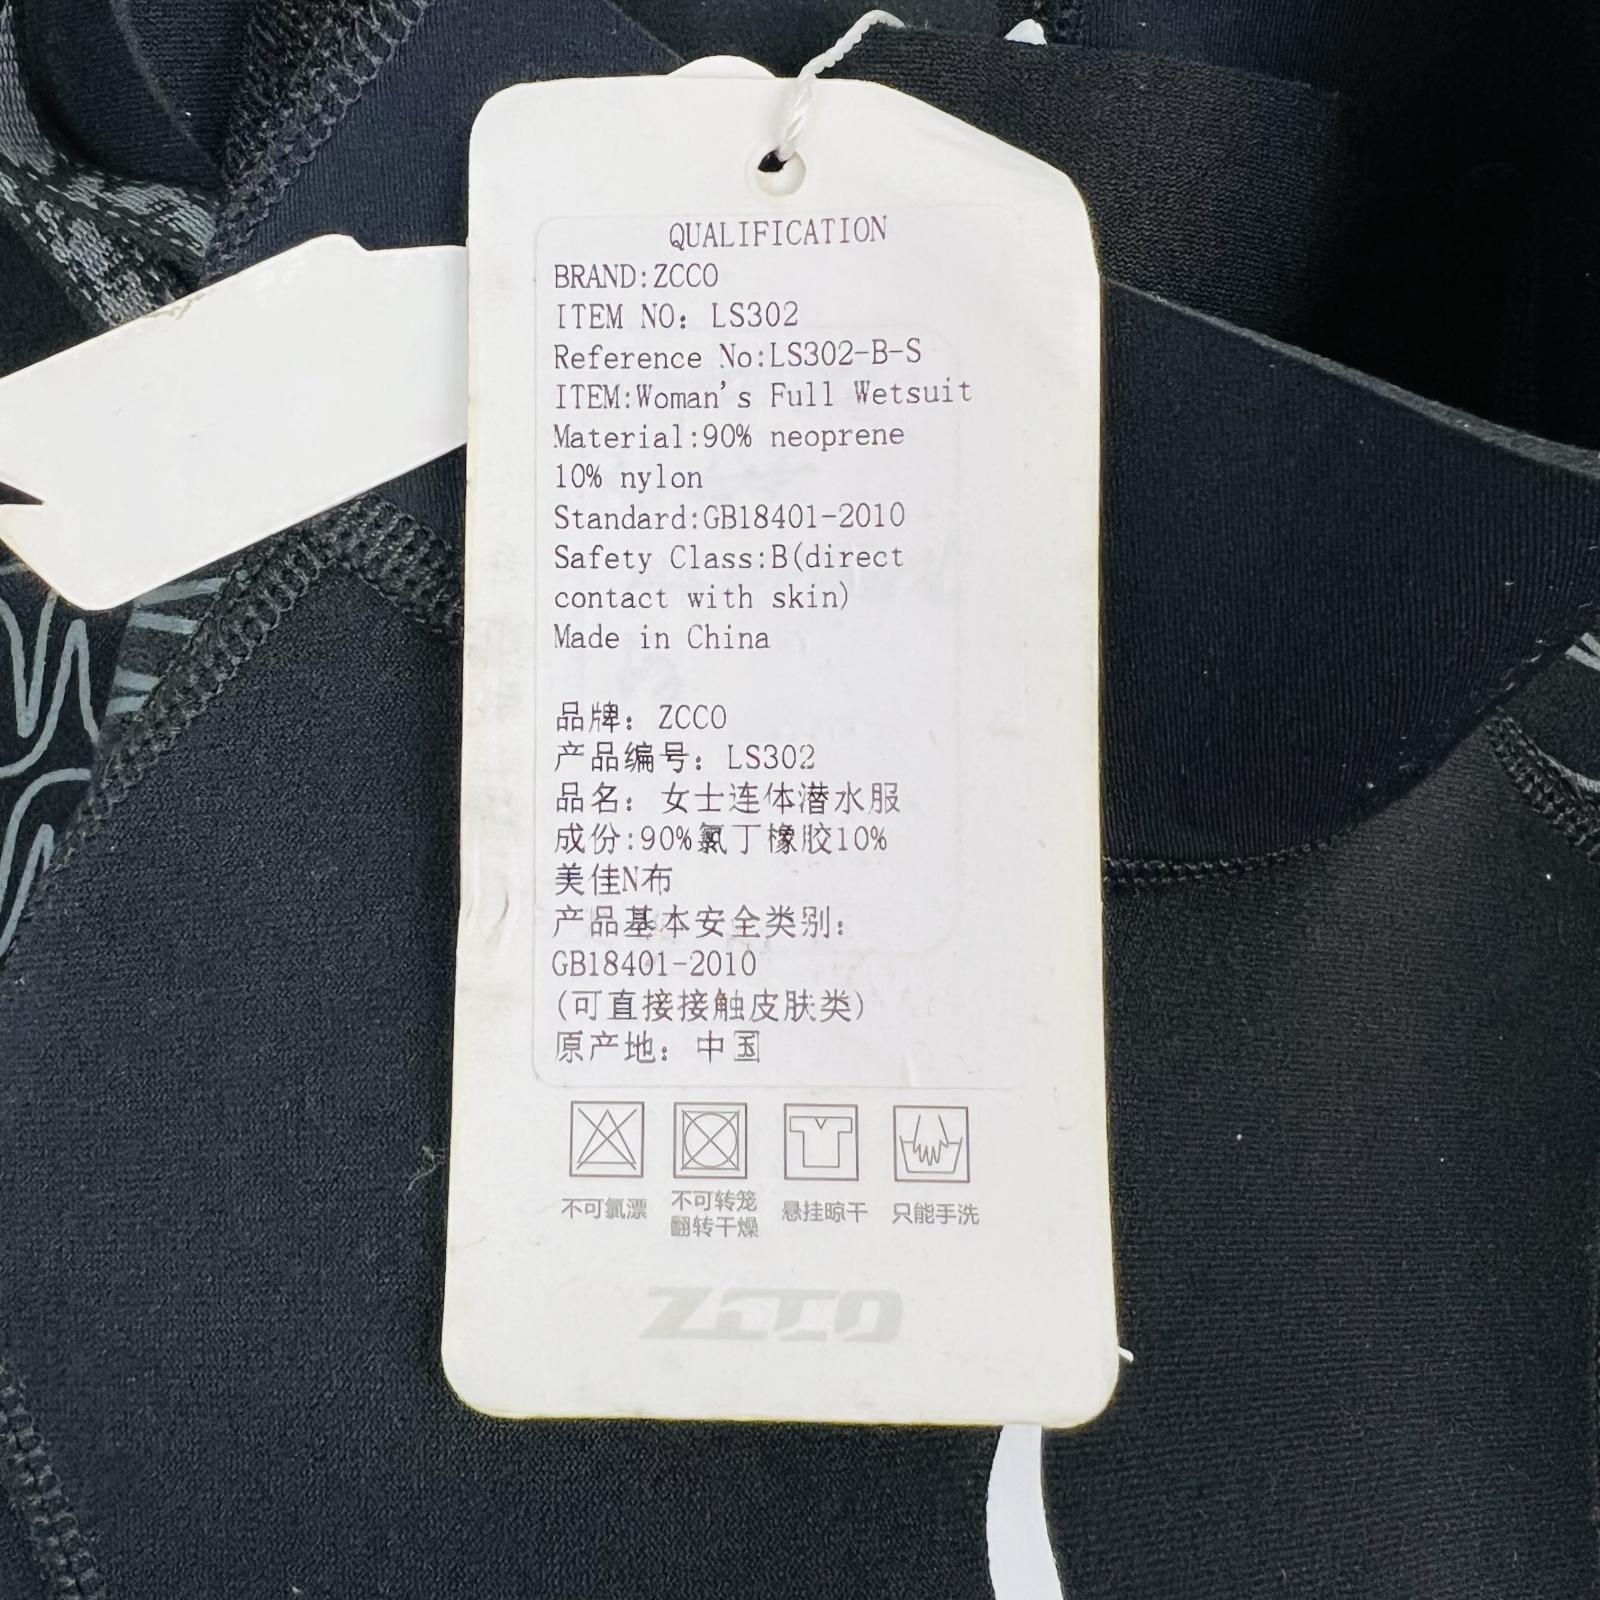 QUALIFICATION
BRAND:ZCCO
ITEM NO: LS302
Reference No:LS302-B-S
ITEM:Woman's Full Wetsuit
Material:90% neoprene
10% nylon
Standard:GB18401-2010
Safety Class:B(direct
contact with skin)
Made in China
品牌: ZCCO
产品编号: LS302
品名: 女士连体潜水服
成份:90%氯丁橡胶10%
美佳N布
产品基本安全类别:
GB18401-2010
(可直接接触皮肤类)
原产地: 中国
不可氯漂
不可转笼
翻转干燥
悬挂晾干
只能手洗
ZCCO